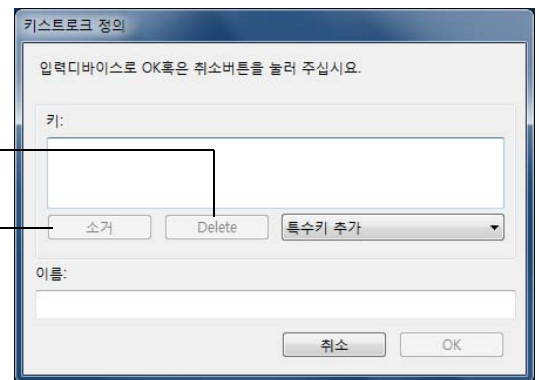 키스트로크 정의
입력디바이스로 OK혹은 취소버튼을 눌러 주십시요.
키:
소거 Delete 특수키 추가
이름:
취소 OK